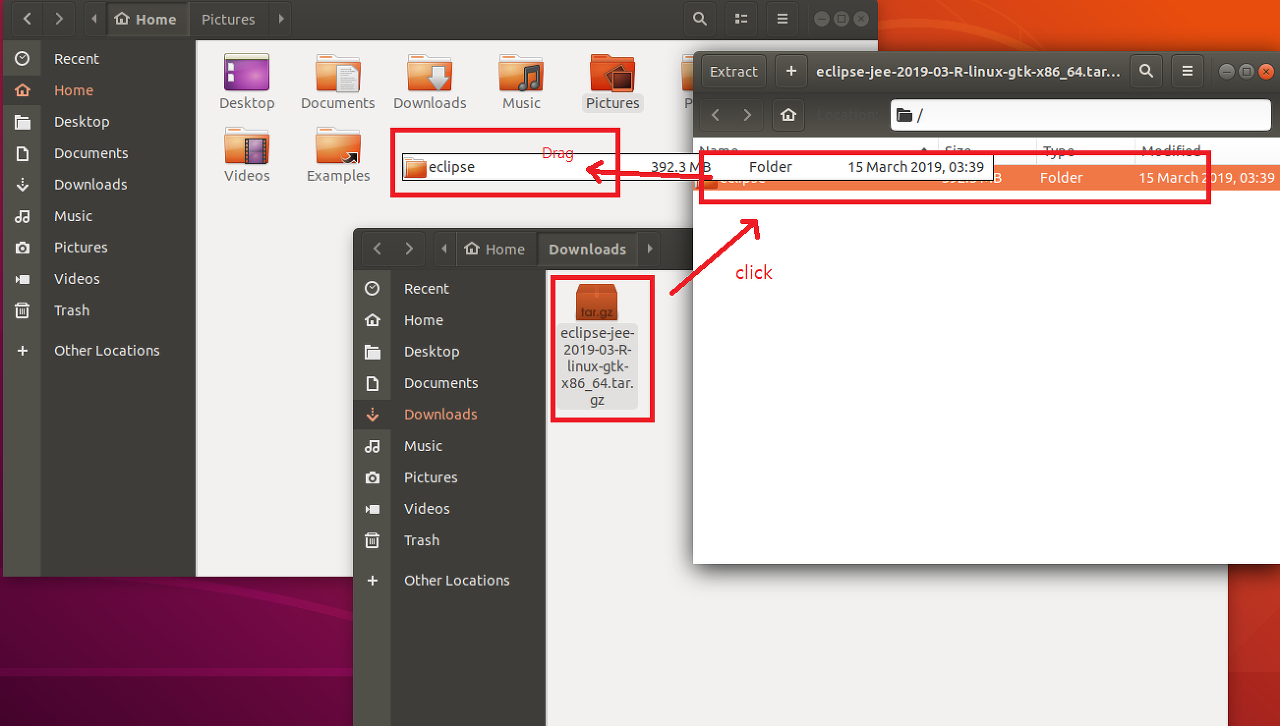 Home
Pictures
Recent
Home
Desktop
Documents
Downloads
Music
Pictures
Videos
Trash
Other Locations
Desktop
Documents
Downloads
Music
Pictures
P
Videos
Examples
Drag
eclipse 392.3 MB Folder 15 March 2019, 03:39
Extract
eclipse-jee-2019-03-R-linux-gtk-x86_64.tar...
Location:
/
Name Size Type Modified
eclipse 392.3 MB Folder 15 March 2019, 03:39
click
Home
Downloads
Recent
Home
Desktop
Documents
Downloads
Music
Pictures
Videos
Trash
Other Locations
tar.gz
eclipse-jee-
2019-03-R-
linux-gtk-
x86_64.tar.
gz